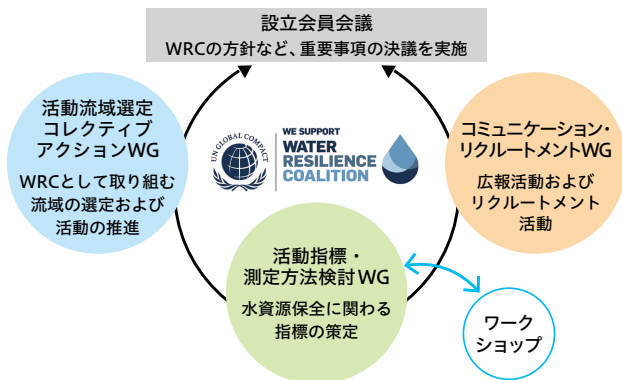 設立会員会議
WRCの方針など、重要事項の決議を実施
活動流域選定
コレクティブ
アクションWG
WRCとして取り組む
流域の選定および
活動の推進
UN GLOBAL COMPACT
WE SUPPORT
WATER
RESILIENCE
COALITION
コミュニケーション・
リクルートメントWG
広報活動および
リクルートメント
活動
活動指標・
測定方法検討WG
水資源保全に関わる
指標の策定
ワーク
ショップ